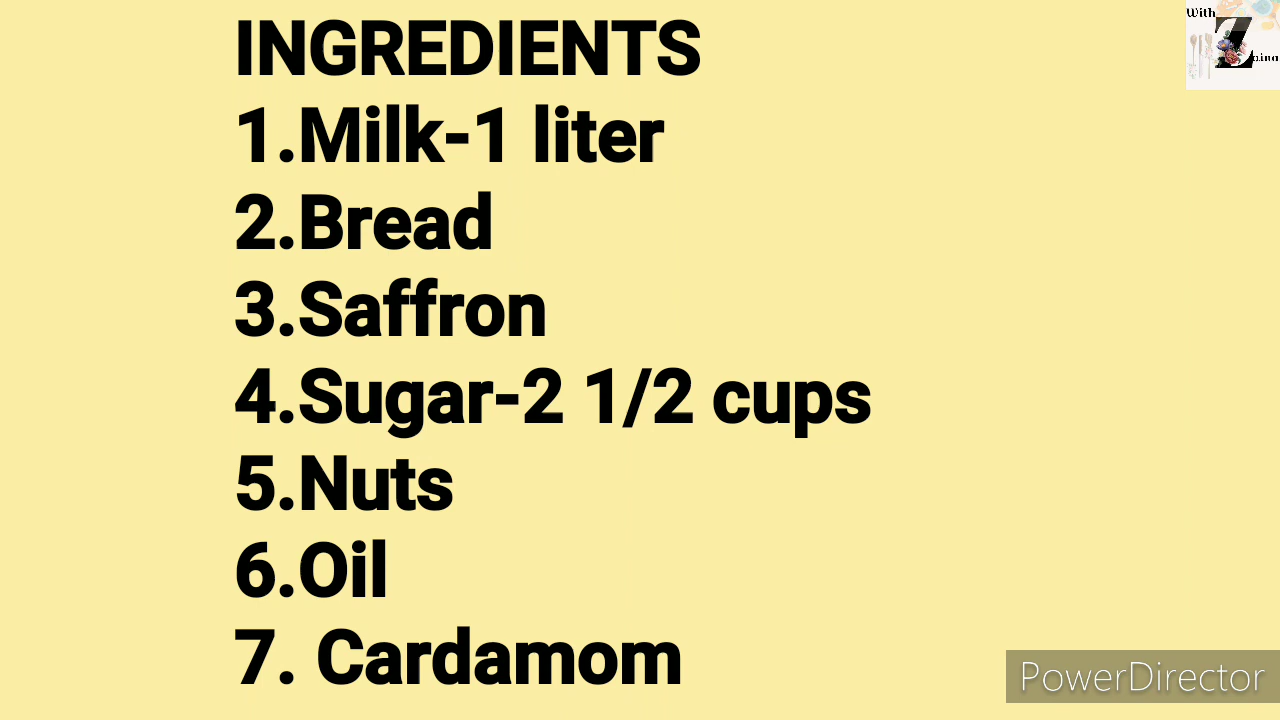 With
INGREDIENTS
1.Milk-1 liter
2.Bread
3.Saffron
4.Sugar-2 1/2 cups
5.Nuts
6.Oil
7. Cardamom
PowerDirector